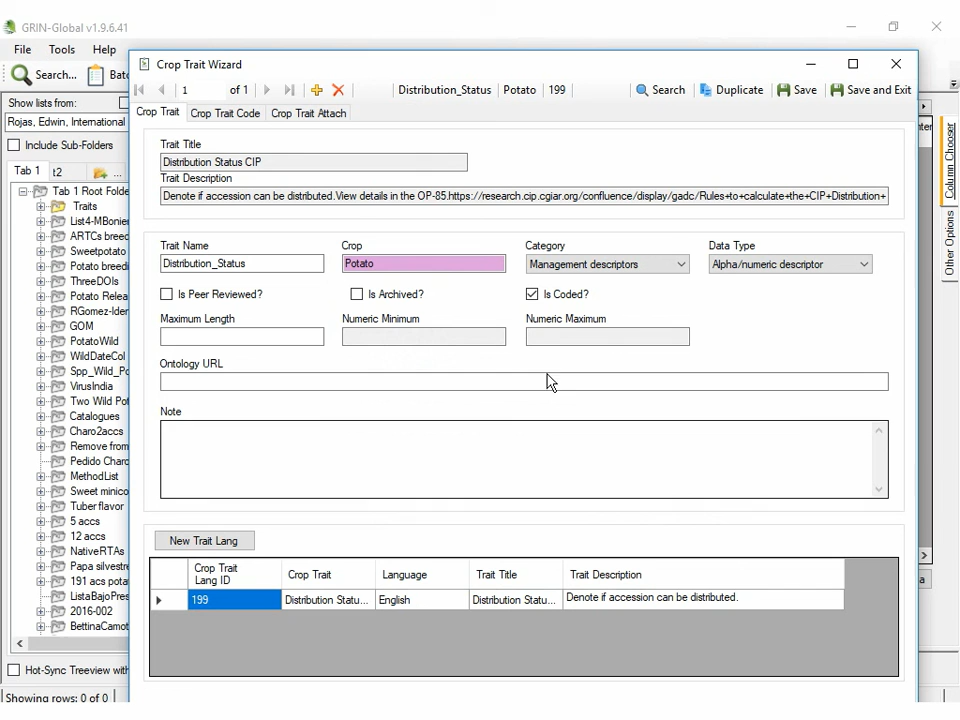 GRIN-Global v1.9.6.41
File Tools Help
Search... Batc
Show lists from:
Rojas, Edwin, International
Include Sub-Folders
Tab 1 t2 ...
Tab 1 Root Folde
Traits
List4-MBonier
ARTCs breed
Sweetpotato
Potato breedi
ThreeDOIs
Potato Relea
RGomez-Iden
GOM
PotatoWild
WildDateCol
Spp_Wild_Po
VirusIndia
Two Wild Pot
Catalogues
Charo2accs
Remove from
Pedido Charo
MethodList
Sweet minico
Tuber flavor
5 accs
12 accs
NativeRTAs
Papa silvestre
191 acs pota
ListaBajoPres
2016-002
BettinaCamot
Hot-Sync Treeview with
Showing rows: 0 of 0
Crop Trait Wizard
1 of 1 Distribution_Status Potato 199 Search Duplicate Save Save and Exit
Crop Trait Crop Trait Code Crop Trait Attach
Trait Title
Distribution Status CIP
Trait Description
Denote if accession can be distributed.View details in the OP-85.https://research.cip.cgiar.org/confluence/display/gadc/Rules+to+calculate+the+CIP+Distribution+
Trait Name Crop Category Data Type
Distribution_Status Potato Management descriptors Alpha/numeric descriptor
Is Peer Reviewed? Is Archived? Is Coded?
Maximum Length Numeric Minimum Numeric Maximum
Ontology URL
Note
New Trait Lang
Crop Trait Lang ID Crop Trait Language Trait Title Trait Description
199 Distribution Statu... English Distribution Statu... Denote if accession can be distributed.
Column Chooser
Other Options